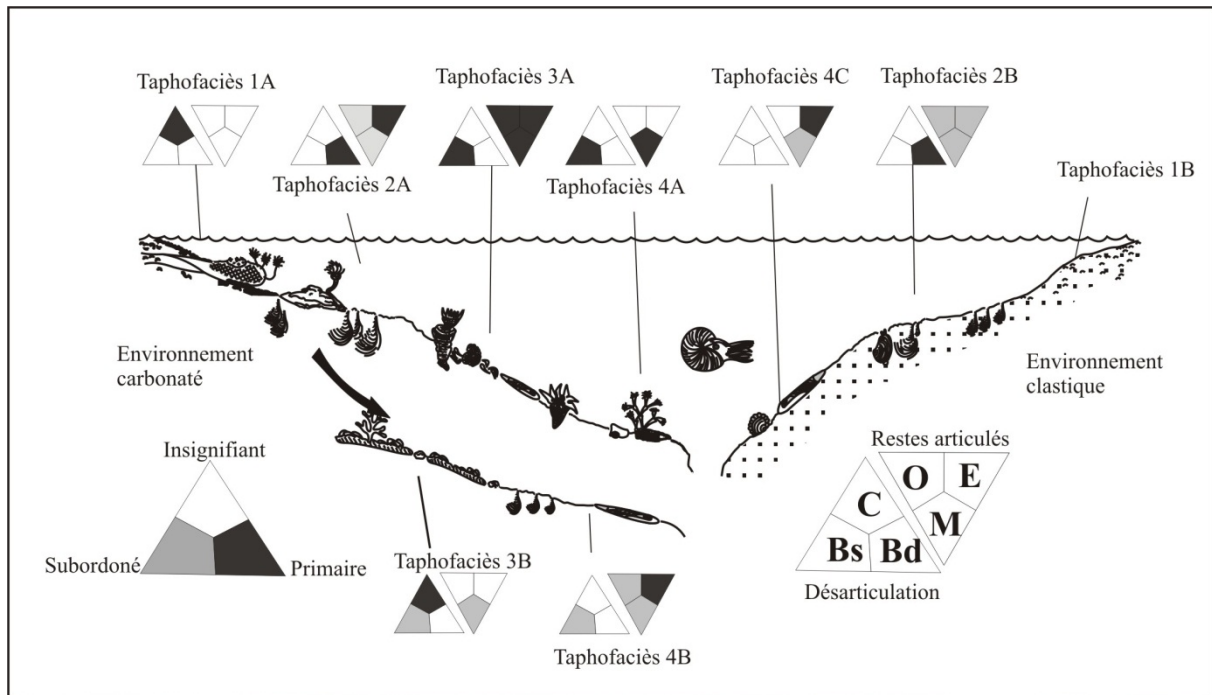 Taphofaciès 1A
Taphofaciès 3A
Taphofaciès 4C
Taphofaciès 2B
Taphofaciès 2A
Taphofaciès 4A
Taphofaciès 1B
Environnement
carbonaté
Environnement
clastique
Insignifiant
Subordoné
Primaire
Restes articulés
O
E
C
M
Bs
Bd
Désarticulation
Taphofaciès 3B
Taphofaciès 4B